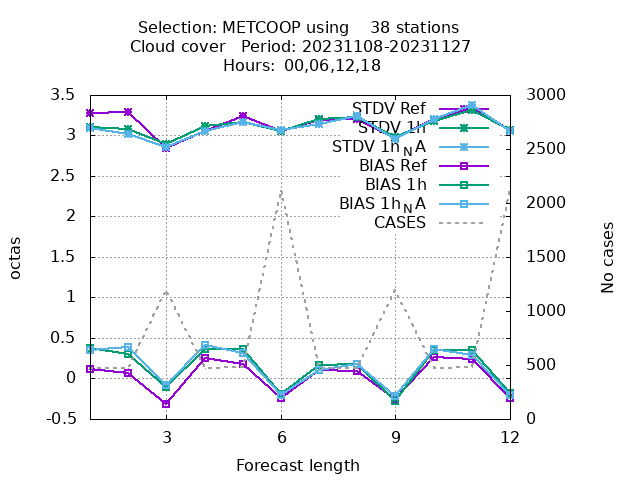 Selection: METCOOP using    38 stations
Cloud cover   Period: 20231108-20231127
Hours: 00,06,12,18
3.5
3
2.5
2
1.5
1
0.5
0
-0.5
3000
2500
2000
1500
1000
500
0
octas
No cases
STDV Ref
STDV 1h
STDV 1h_NA
BIAS Ref
BIAS 1h
BIAS 1h_NA
CASES
3 6 9 12
Forecast length